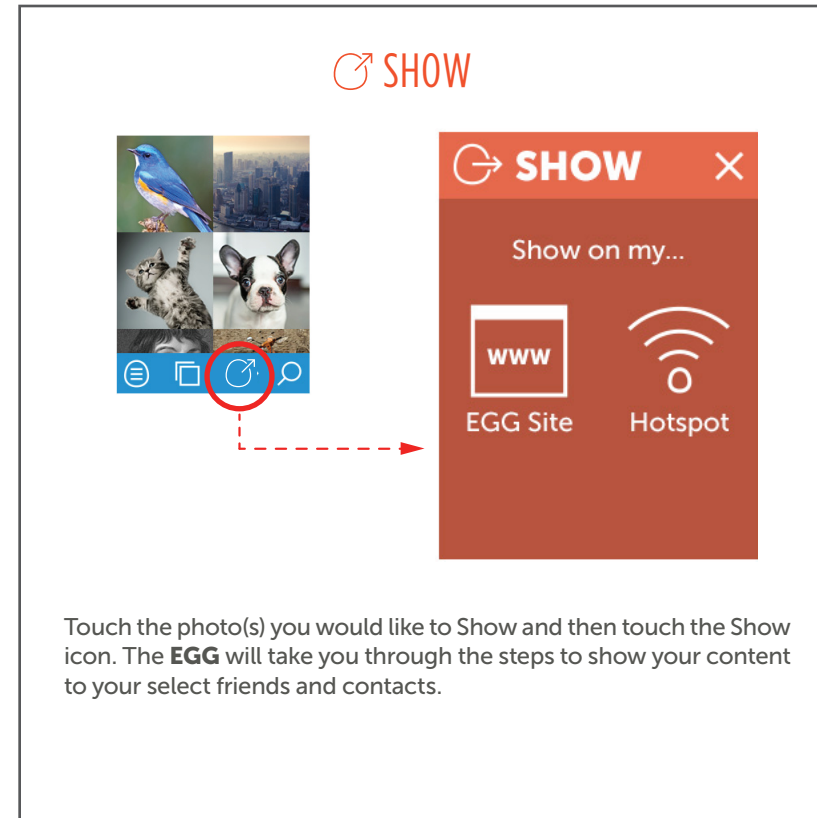 SHOW
SHOW
Show on my...
www
EGG Site
Hotspot
Touch the photo(s) you would like to Show and then touch the Show
icon. The EGG will take you through the steps to show your content
to your select friends and contacts.